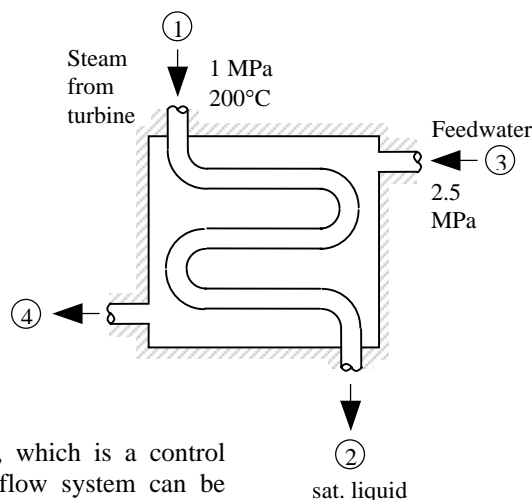 1
Steam
from
turbine
1 MPa
200°C
Feedwater
3
2.5
MPa
4
, which is a control
flow system can be
2
sat. liquid